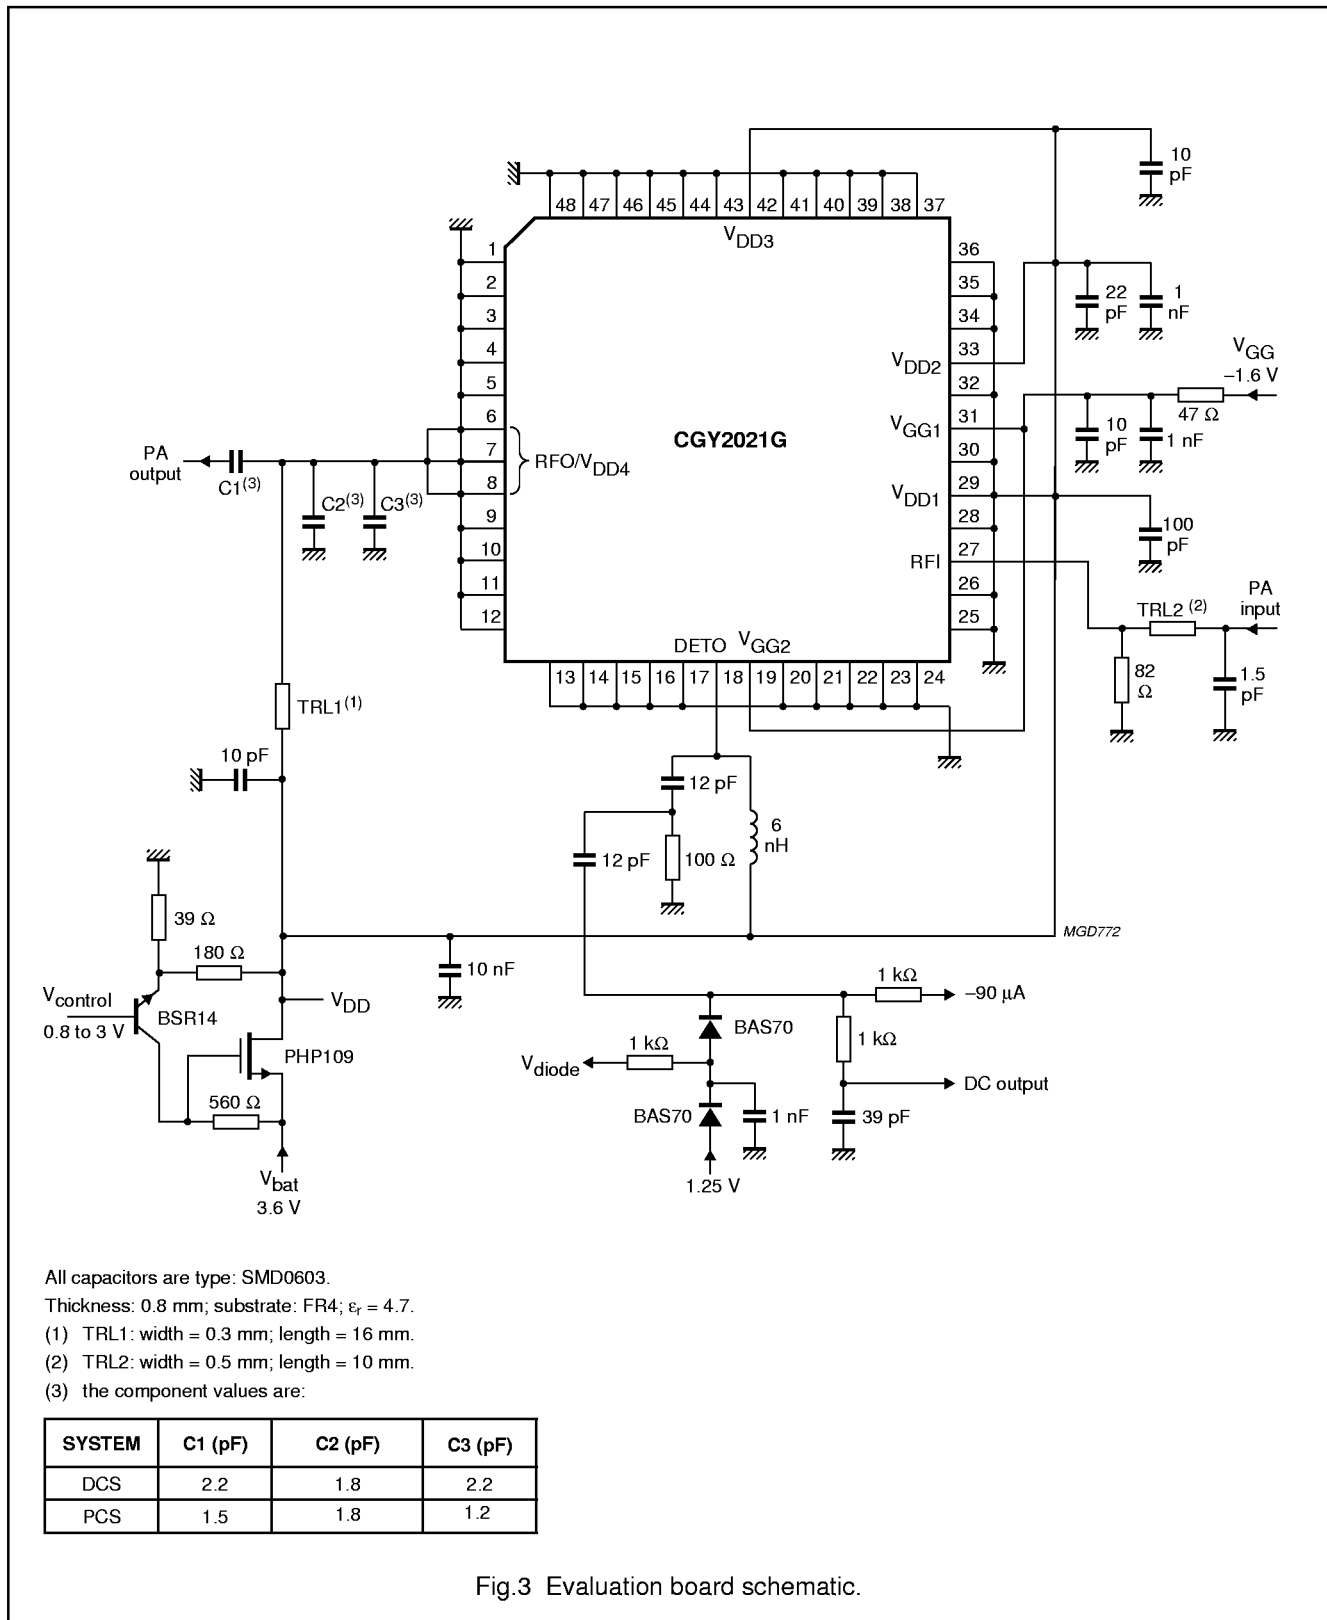 10
pF
48 47 46 45 44 43 42 41 40 39 38 37
VDD3
1
2
3
4
5
6
7
8
9
10
11
12
36
35
34
33
32
31
30
29
28
27
26
25
VDD2
VGG1
VDD1
RFI
CGY2021G
RFO/VDD4
22
pF
1
nF
VGG
–1.6 V
47 Ω
10
pF
1 nF
100
pF
PA
input
TRL2 (2)
82
Ω
1.5
pF
PA
output
C1(3)
C2(3)
C3(3)
DETO VGG2
13 14 15 16 17 18 19 20 21 22 23 24
TRL1(1)
10 pF
12 pF
6
nH
12 pF
100 Ω
39 Ω
180 Ω
10 nF
MGD772
Vcontrol
0.8 to 3 V
BSR14
VDD
PHP109
560 Ω
Vbat
3.6 V
1 kΩ
–90 μA
BAS70
1 kΩ
Vdiode
1 kΩ
DC output
BAS70
1 nF
39 pF
1.25 V
All capacitors are type: SMD0603.
Thickness: 0.8 mm; substrate: FR4; εr = 4.7.
(1) TRL1: width = 0.3 mm; length = 16 mm.
(2) TRL2: width = 0.5 mm; length = 10 mm.
(3) the component values are:
SYSTEM C1 (pF) C2 (pF) C3 (pF)
DCS 2.2 1.8 2.2
PCS 1.5 1.8 1.2
Fig.3 Evaluation board schematic.